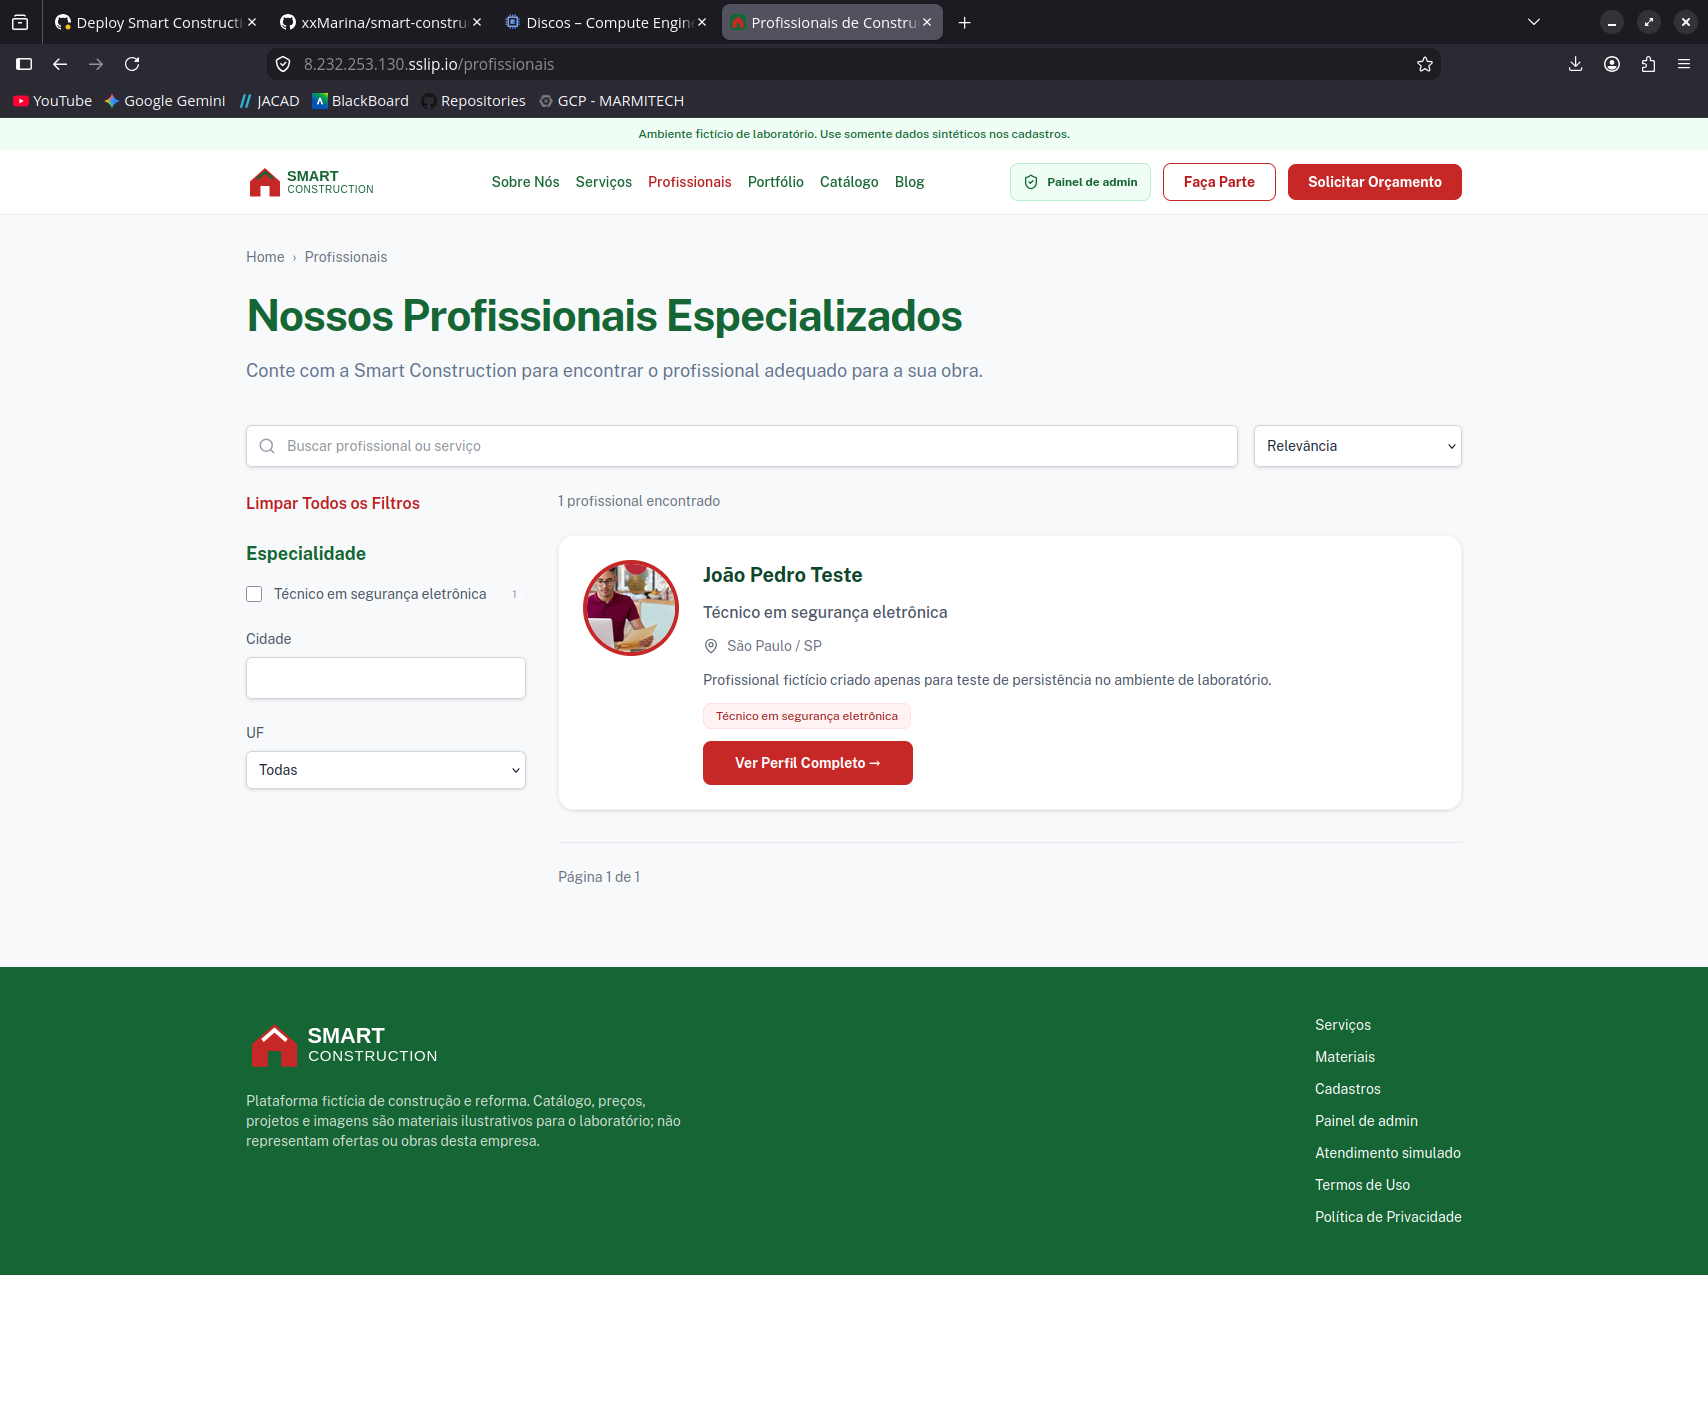 Deploy Smart Constructi
xxMarina/smart-constru
Discos – Compute Engine
Profissionais de Constru
8.232.253.130.sslip.io/profissionais
YouTube
Google Gemini
JACAD
BlackBoard
Repositories
GCP - MARMITECH
Ambiente fictício de laboratório. Use somente dados sintéticos nos cadastros.
SMART
CONSTRUCTION
Sobre Nós
Serviços
Profissionais
Portfólio
Catálogo
Blog
Painel de admin
Faça Parte
Solicitar Orçamento
Home › Profissionais
Nossos Profissionais Especializados
Conte com a Smart Construction para encontrar o profissional adequado para a sua obra.
Buscar profissional ou serviço
Relevância
Limpar Todos os Filtros
1 profissional encontrado
Especialidade
Técnico em segurança eletrônica 1
Cidade
UF
Todas
João Pedro Teste
Técnico em segurança eletrônica
São Paulo / SP
Profissional fictício criado apenas para teste de persistência no ambiente de laboratório.
Técnico em segurança eletrônica
Ver Perfil Completo →
Página 1 de 1
SMART
CONSTRUCTION
Plataforma fictícia de construção e reforma. Catálogo, preços,
projetos e imagens são materiais ilustrativos para o laboratório; não
representam ofertas ou obras desta empresa.
Serviços
Materiais
Cadastros
Painel de admin
Atendimento simulado
Termos de Uso
Política de Privacidade